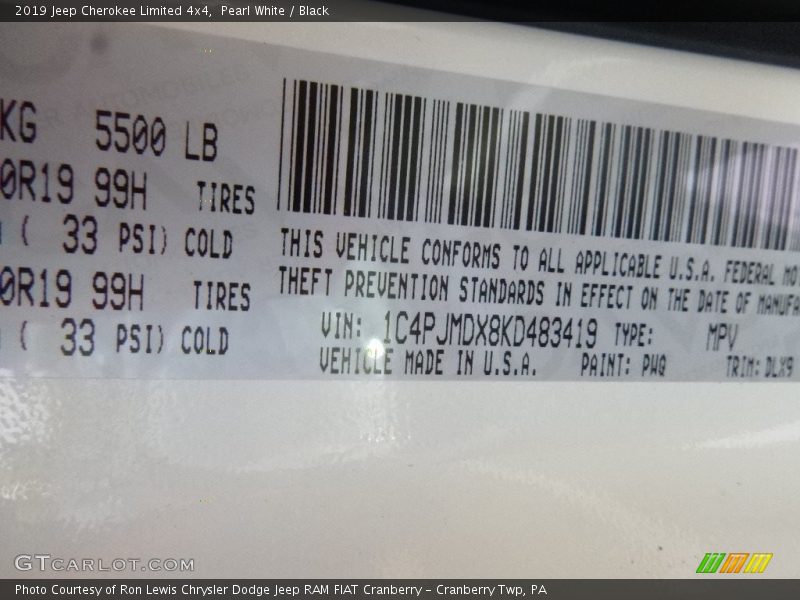 2019 Jeep Cherokee Limited 4x4,  Pearl White / Black
KG 5500 LB
0R19 99H TIRES
( 33 PSI) COLD
0R19 99H TIRES
( 33 PSI) COLD
THIS VEHICLE CONFORMS TO ALL APPLICABLE U.S.A. FEDERAL MO
THEFT PREVENTION STANDARDS IN EFFECT ON THE DATE OF MANUFA
VIN: 1C4PJMDX8KD483419 TYPE: MPV
VEHICLE MADE IN U.S.A. PAINT: PWQ TRIM: DLX9
GTCARLOT.COM
Photo Courtesy of Ron Lewis Chrysler Dodge Jeep RAM FIAT Cranberry – Cranberry Twp, PA